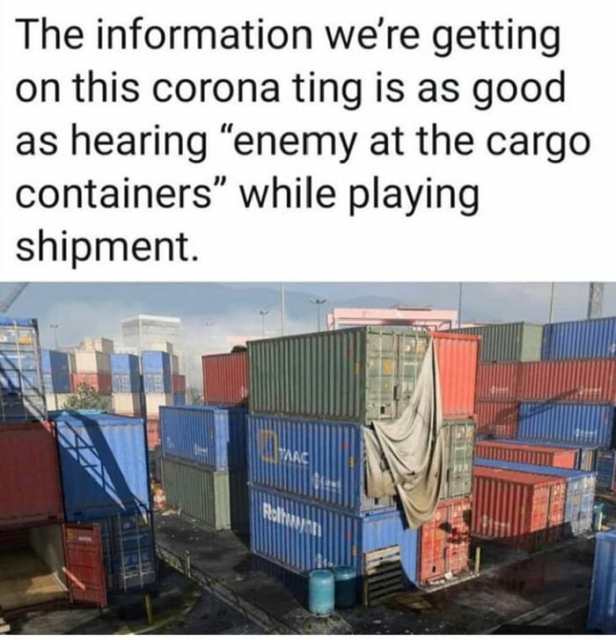 The information we're getting
on this corona ting is as good
as hearing “enemy at the cargo
containers” while playing
shipment.
TAAC